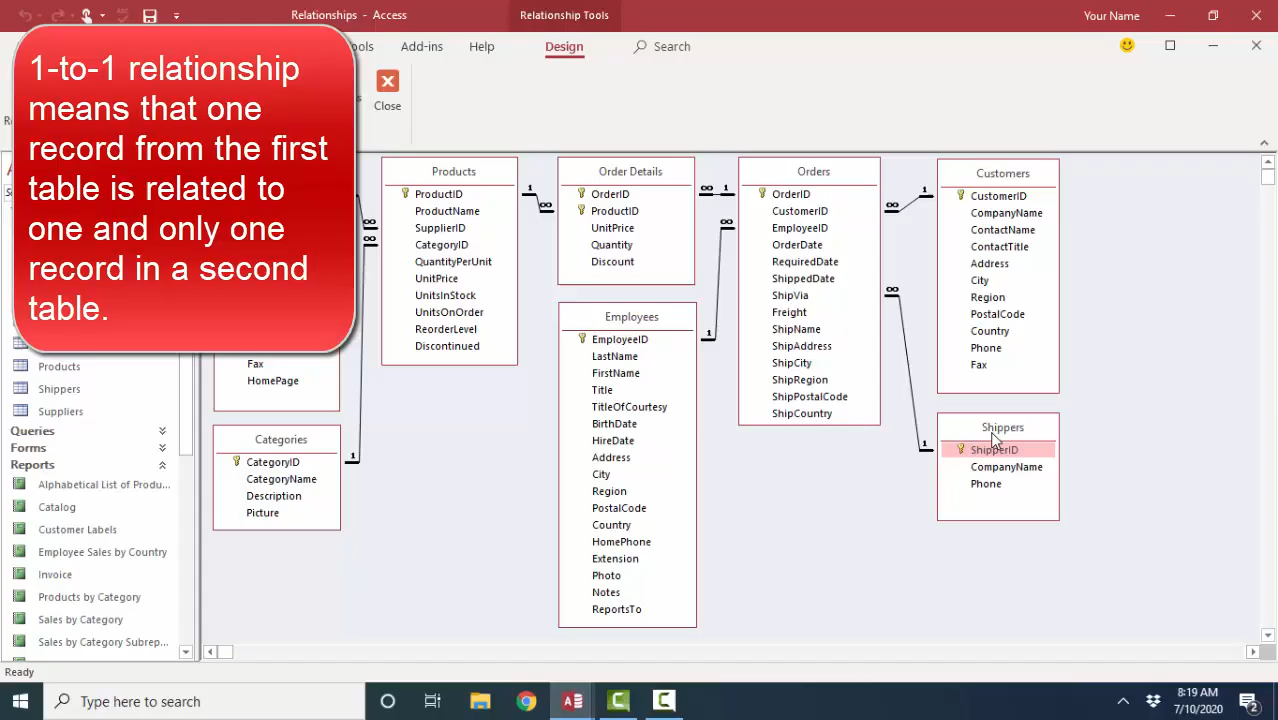 Relationships - Access
Relationship Tools
Your Name
Add-ins
Help
Design
Search
Close
1-to-1 relationship
means that one
record from the first
table is related to
one and only one
record in a second
table.
Products
ProductID
ProductName
SupplierID
CategoryID
QuantityPerUnit
UnitPrice
UnitsInStock
UnitsOnOrder
ReorderLevel
Discontinued
1
∞
∞
∞
Order Details
OrderID
ProductID
UnitPrice
Quantity
Discount
∞
1
∞
Orders
OrderID
CustomerID
EmployeeID
OrderDate
RequiredDate
ShippedDate
ShipVia
Freight
ShipName
ShipAddress
ShipCity
ShipRegion
ShipPostalCode
ShipCountry
∞
1
∞
Customers
CustomerID
CompanyName
ContactName
ContactTitle
Address
City
Region
PostalCode
Country
Phone
Fax
Employees
EmployeeID
LastName
FirstName
Title
TitleOfCourtesy
BirthDate
HireDate
Address
City
Region
PostalCode
Country
HomePhone
Extension
Photo
Notes
ReportsTo
1
Shippers
ShipperID
CompanyName
Phone
1
Fax
HomePage
Categories
CategoryID
CategoryName
Description
Picture
1
Products
Shippers
Suppliers
Queries
Forms
Reports
Alphabetical List of Produ...
Catalog
Customer Labels
Employee Sales by Country
Invoice
Products by Category
Sales by Category
Sales by Category Subrep...
Ready
Type here to search
8:19 AM
7/10/2020
2